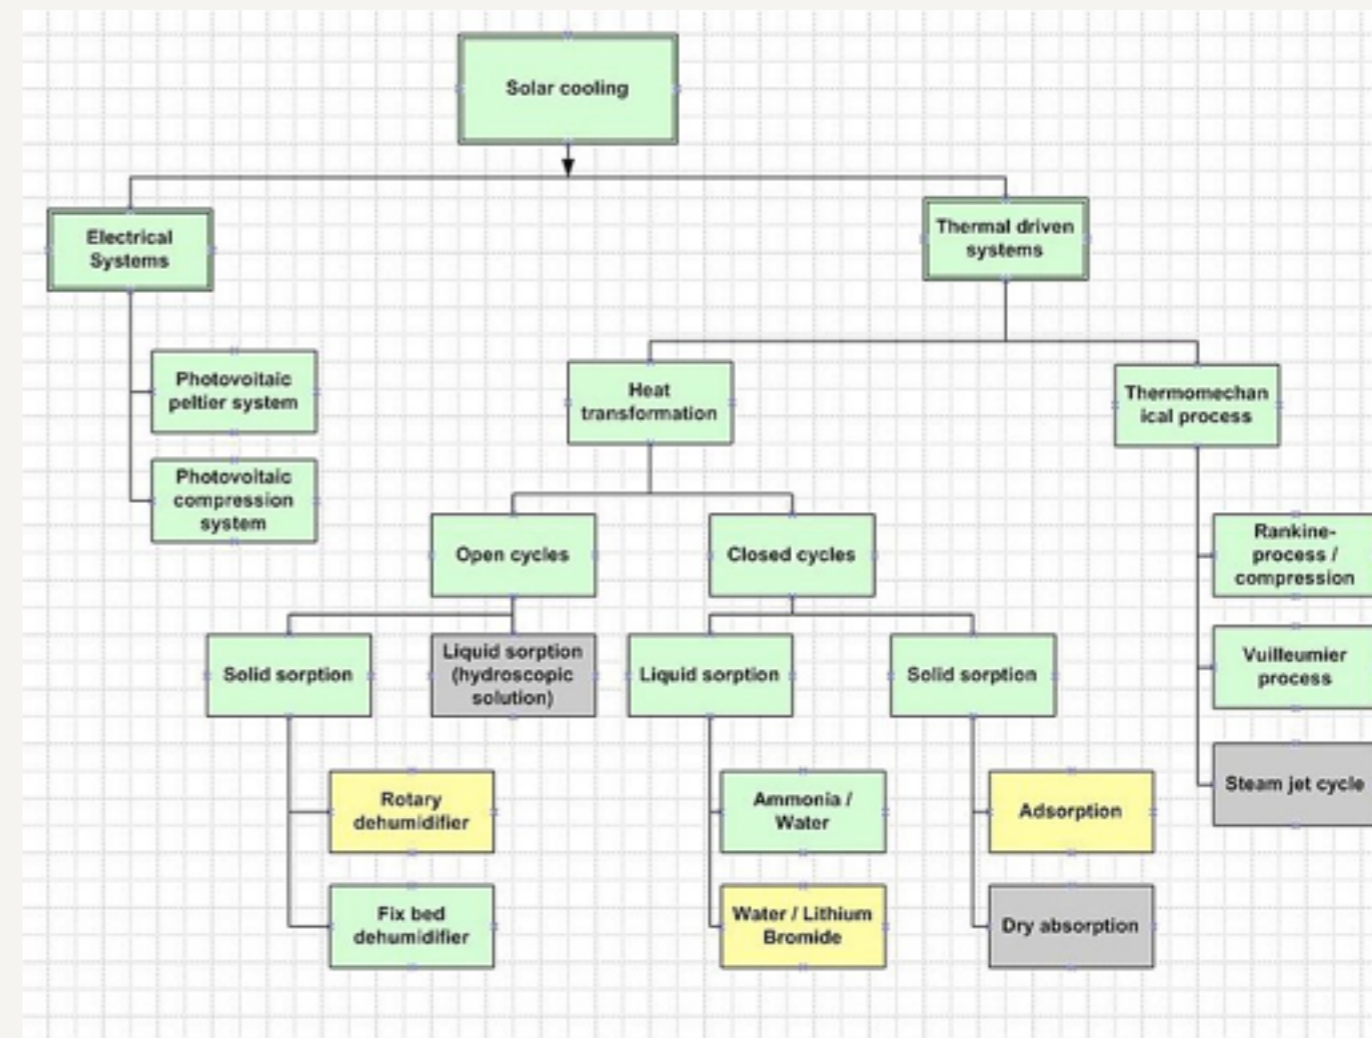 Solar cooling
Electrical
Systems
Thermal driven
systems
Photovoitaic
peltier system
Heat
transformation
Thermomechan
ical process
Photovoitaic
compression
system
Open cycles
Closed cycles
Rankine-
process /
compression
Solid sorption
Liquid sorption
(hydroscopic
solution)
Liquid sorption
Solid sorption
Vuilleumier
process
Rotary
dehumidifier
Ammonia /
Water
Adsorption
Steam jet cycle
Fix bed
dehumidifier
Water / Lithium
Bromide
Dry absorption